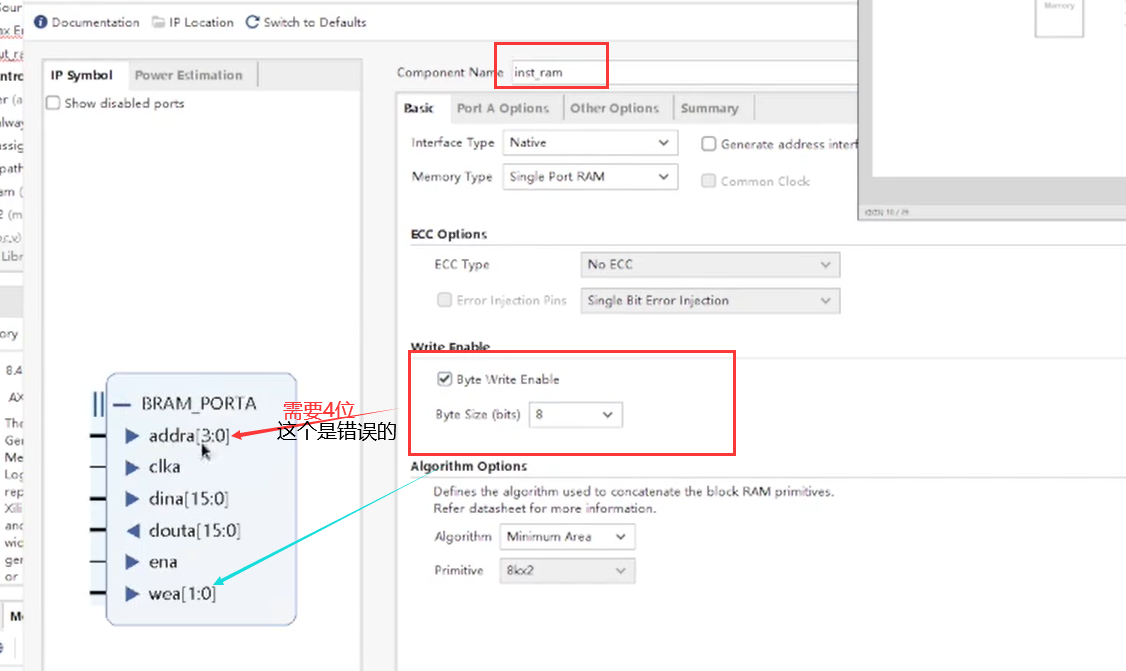 Documentation IP Location Switch to Defaults
IP Symbol Power Estimation
Show disabled ports
Component Name inst_ram
Basic Port A Options Other Options Summary
Interface Type Native Generate address interf
Memory Type Single Port RAM Common Clock
ECC Options
ECC Type No ECC
Error Injection Pins Single Bit Error Injection
Write Enable
Byte Write Enable
Byte Size (bits) 8
Algorithm Options
Defines the algorithm used to concatenate the block RAM primitives.
Refer datasheet for more information.
Algorithm Minimum Area
Primitive 8kx2
BRAM_PORTA
addra[3:0]
clka
dina[15:0]
douta[15:0]
ena
wea[1:0]
需要4位
这个是错误的
Memory